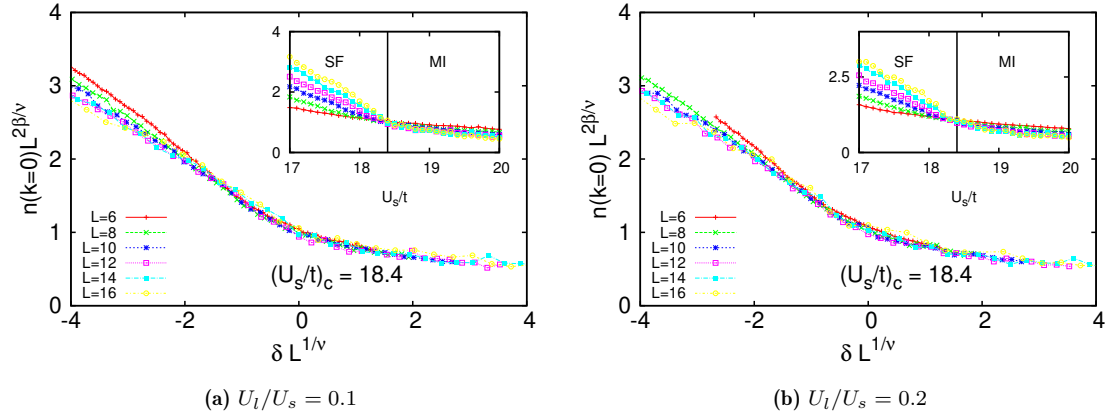 4
3
2
1
0
n(k=0)L^{2β/ν}
-4
-2
0
2
4
δ L^{1/ν}
L=6
L=8
L=10
L=12
L=14
L=16
(U_s/t)_c = 18.4
4
2
0
SF
MI
17
18
19
20
U_s/t
(a) U_l/U_s = 0.1
4
3
2
1
0
n(k=0) L^{2β/ν}
-4
-2
0
2
4
δ L^{1/ν}
L=6
L=8
L=10
L=12
L=14
L=16
(U_s/t)_c = 18.4
2.5
0
SF
MI
17
18
19
20
U_s/t
(b) U_l/U_s = 0.2